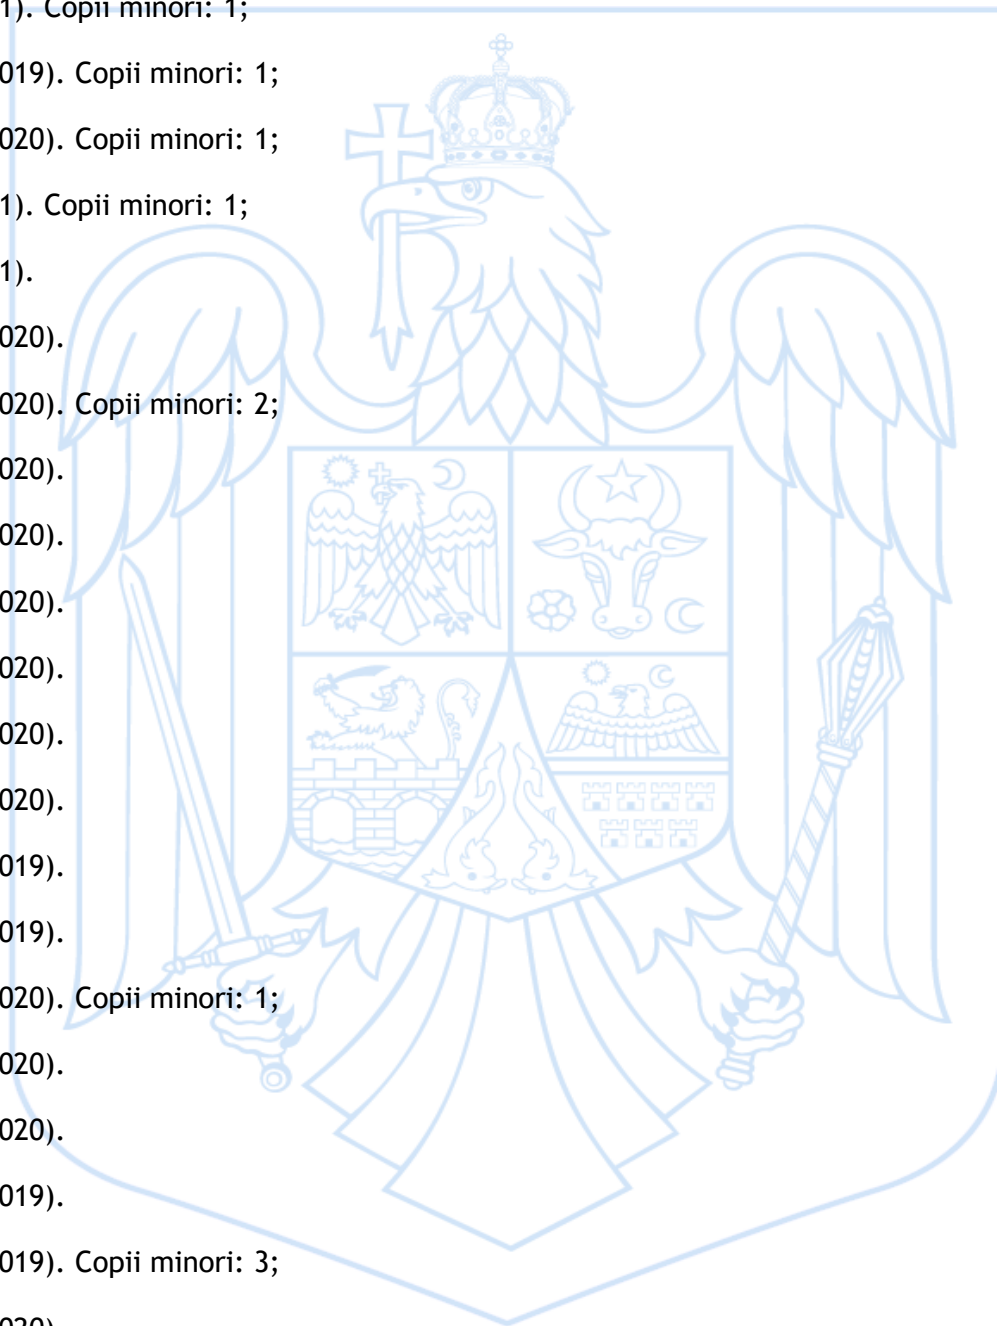 1). Copii minori: 1;
019). Copii minori: 1;
020). Copii minori: 1;
1). Copii minori: 1;
1).
020).
020). Copii minori: 2;
020).
020).
020).
020).
020).
020).
019).
019).
020). Copii minori: 1;
020).
020).
019).
019). Copii minori: 3;